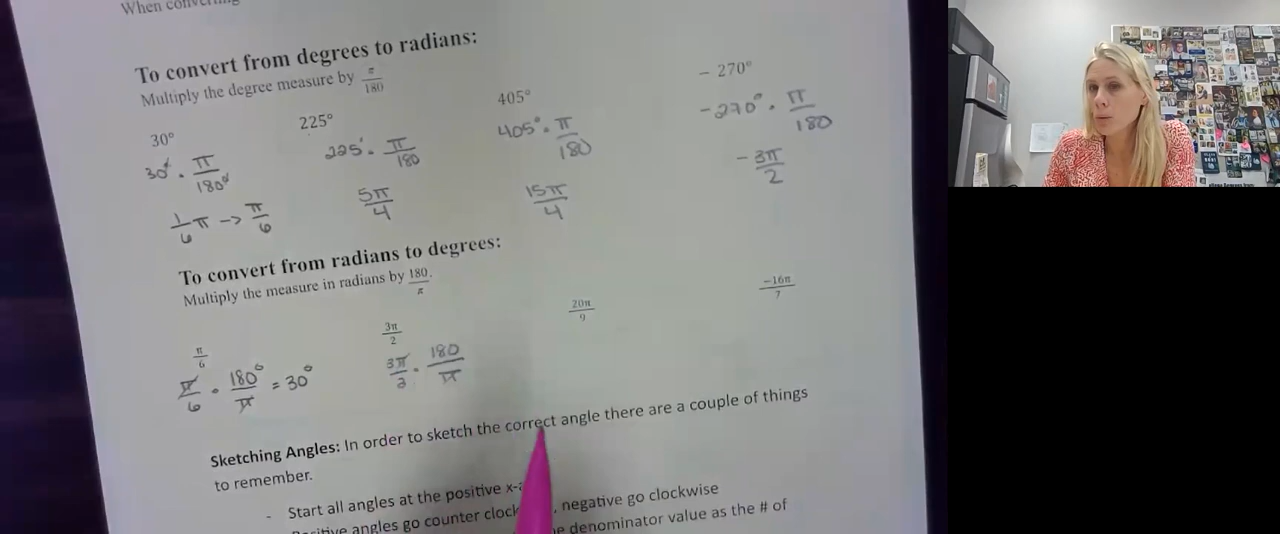 When converting
To convert from degrees to radians:
Multiply the degree measure by π/180
30°
225°
405°
- 270°
30° · π/180°
225° · π/180
405° · π/180
-270° · π/180
1/6 π → π/6
5π/4
15π/4
-3π/2
To convert from radians to degrees:
Multiply the measure in radians by 180/π.
π/6
3π/2
20π/9
-16π/7
π/6 · 180°/π = 30°
3π/2 · 180/π
Sketching Angles: In order to sketch the correct angle there are a couple of things
to remember.
- Start all angles at the positive x-
Positive angles go counter clock , negative go clockwise
denominator value as the # of